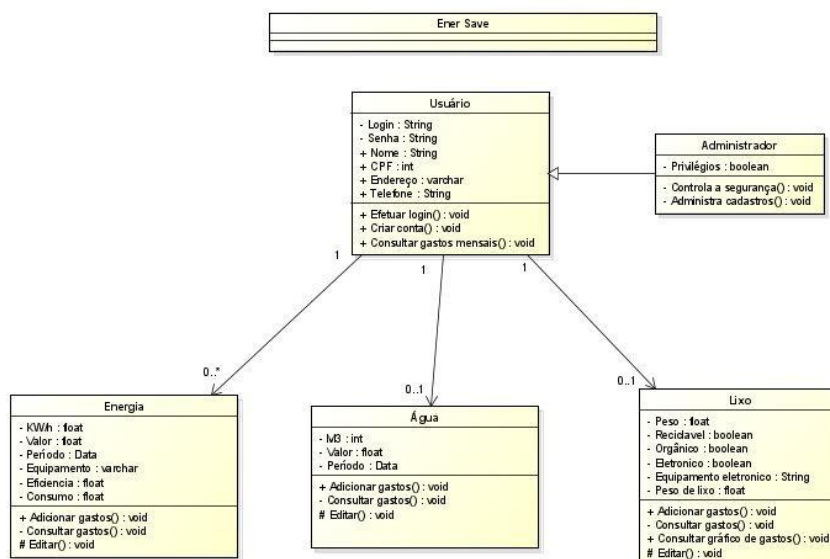 Ener Save
Usuário
- Login : String
- Senha : String
+ Nome : String
+ CPF : int
+ Endereço : varchar
+ Telefone : String
+ Efetuar login() : void
+ Criar conta() : void
+ Consultar gastos mensais() : void
Administrador
- Privilégios : boolean
- Controla a segurança() : void
- Administra cadastros() : void
1
1
1
0..*
0..1
0..1
Energia
- KW/h : float
- Valor : float
- Período : Data
- Equipamento : varchar
- Eficiencia : float
- Consumo : float
+ Adicionar gastos() : void
- Consultar gastos() : void
# Editar() : void
Água
- M3 : int
- Valor : float
- Período : Data
+ Adicionar gastos() : void
- Consultar gastos() : void
# Editar() : void
Lixo
- Peso : float
- Reciclavel : boolean
- Orgânico : boolean
- Eletronico : boolean
- Equipamento eletronico : String
- Peso de lixo : float
+ Adicionar gastos() : void
- Consultar gastos() : void
+ Consultar gráfico de gastos() : void
# Editar() : void